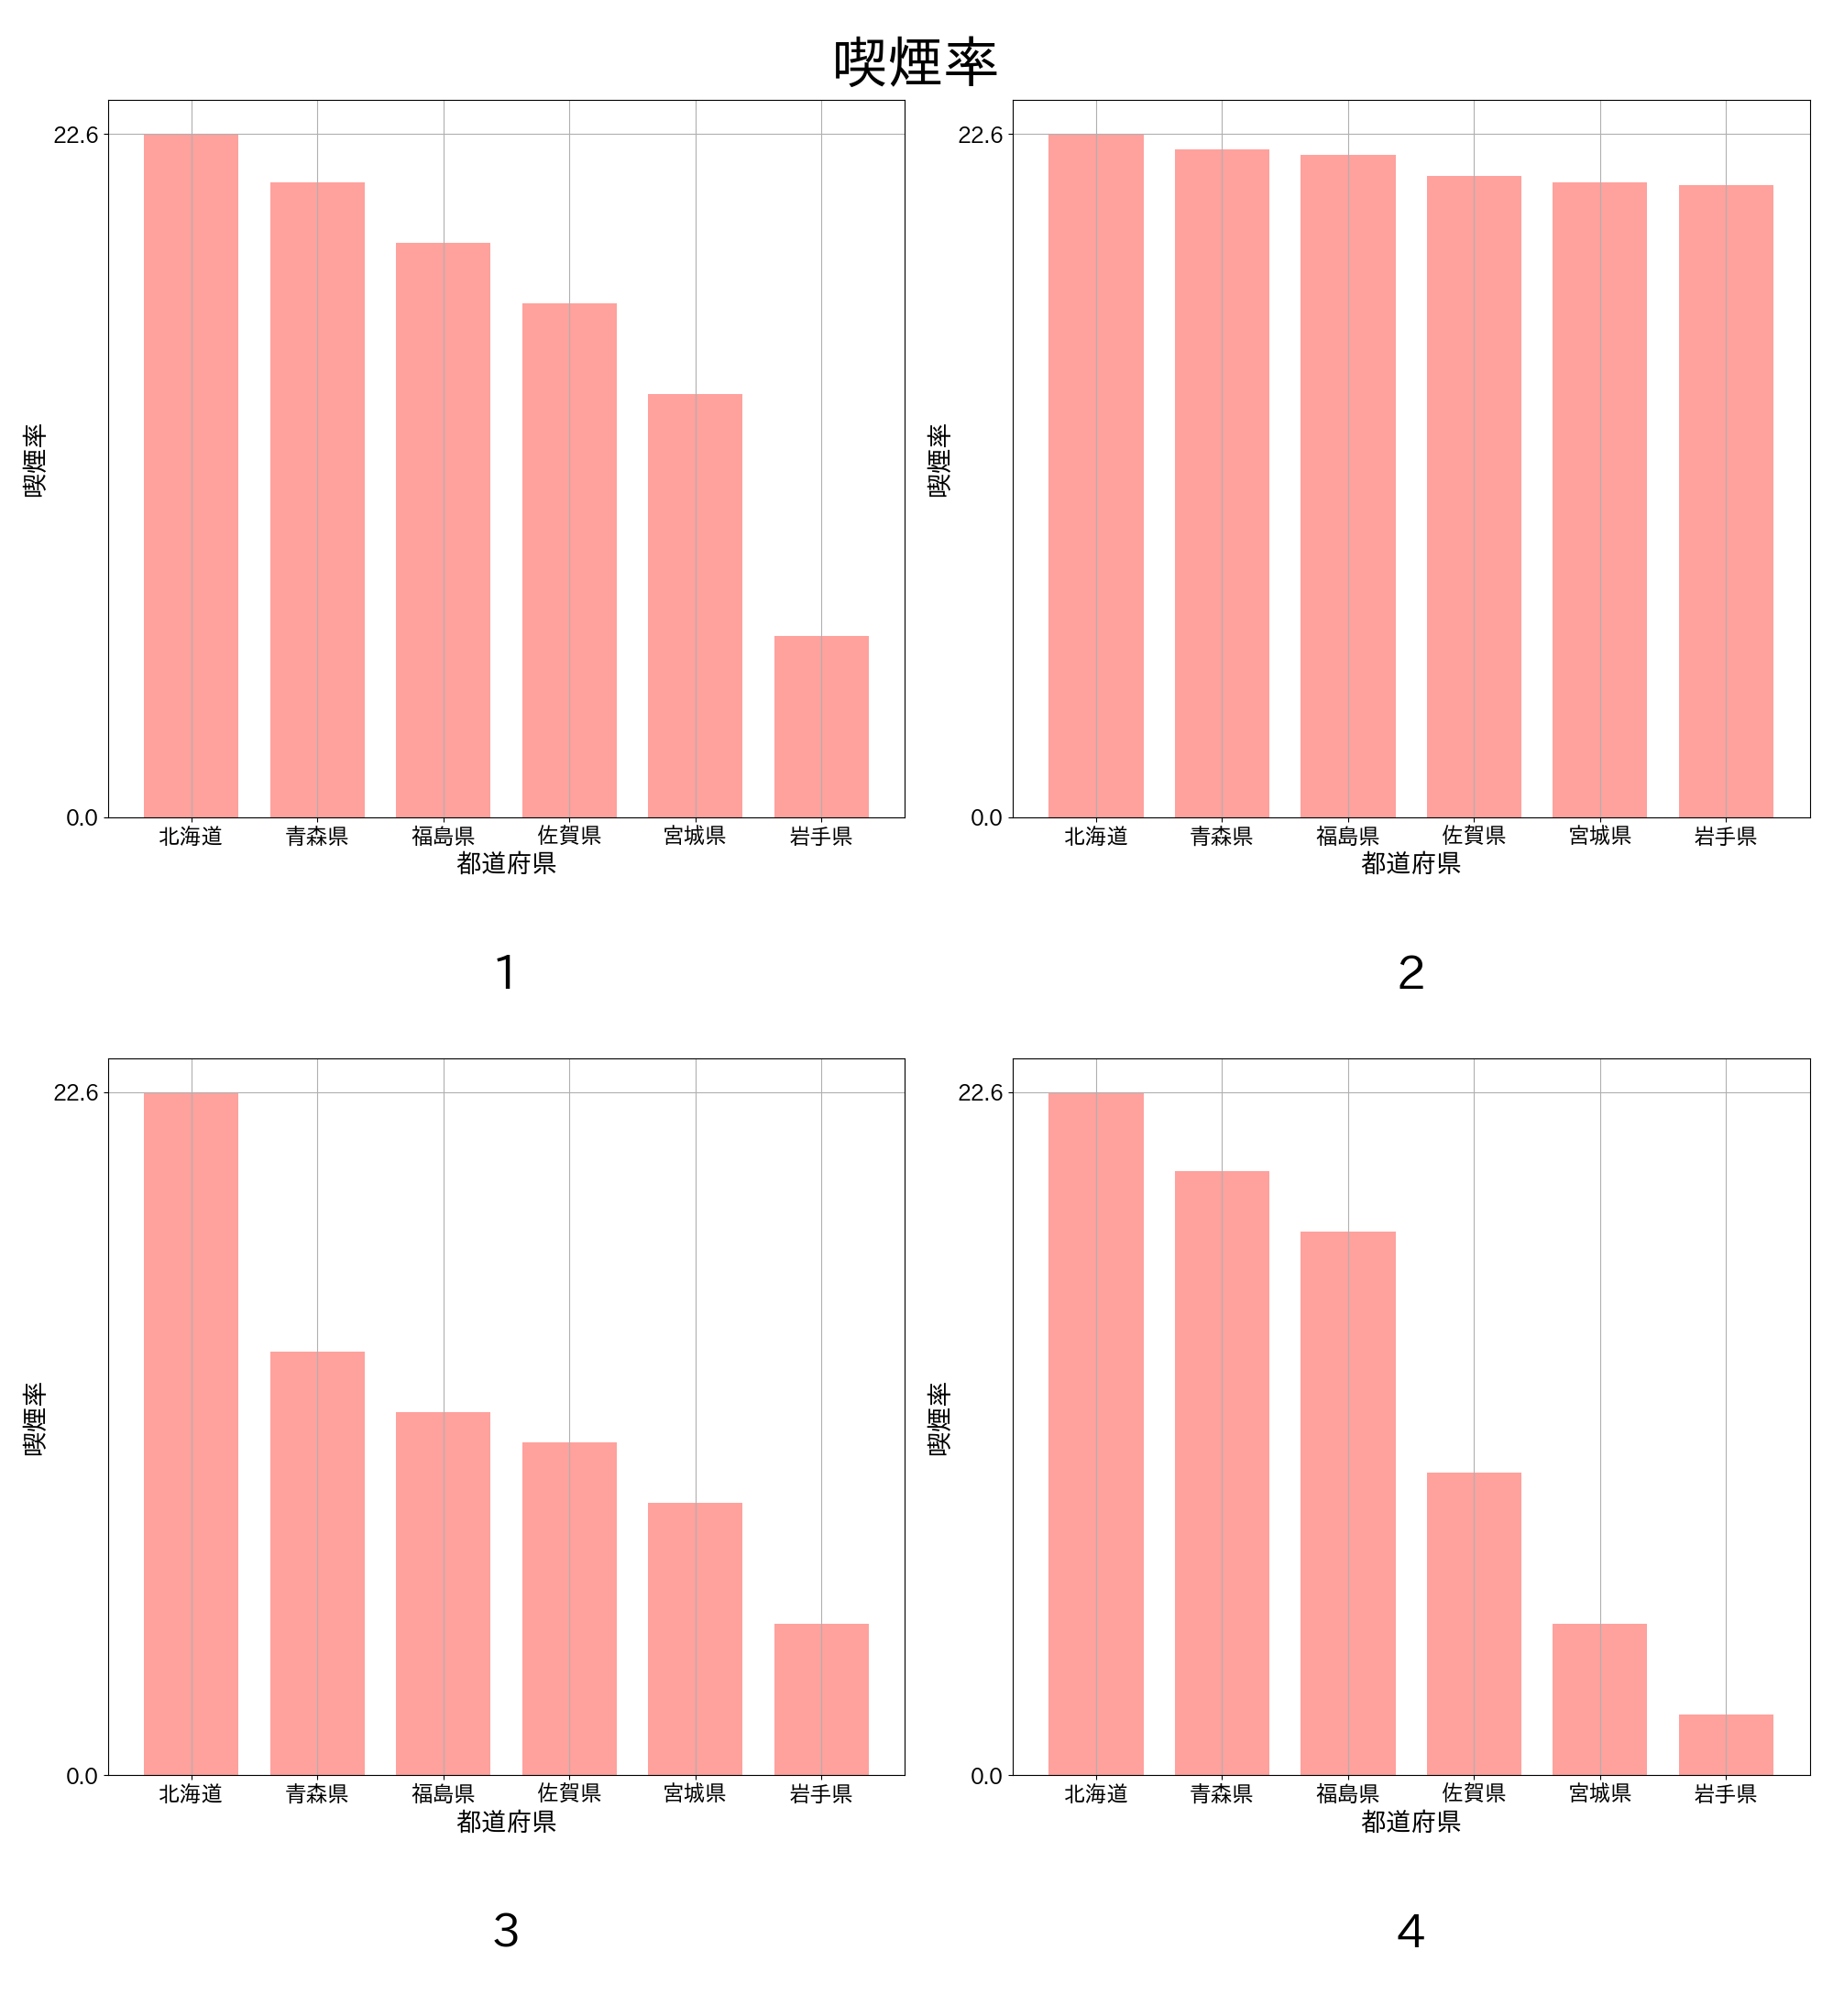 喫煙率
22.6
喫煙率
0.0
北海道 青森県 福島県 佐賀県 宮城県 岩手県
都道府県
1
22.6
喫煙率
0.0
北海道 青森県 福島県 佐賀県 宮城県 岩手県
都道府県
2
22.6
喫煙率
0.0
北海道 青森県 福島県 佐賀県 宮城県 岩手県
都道府県
3
22.6
喫煙率
0.0
北海道 青森県 福島県 佐賀県 宮城県 岩手県
都道府県
4